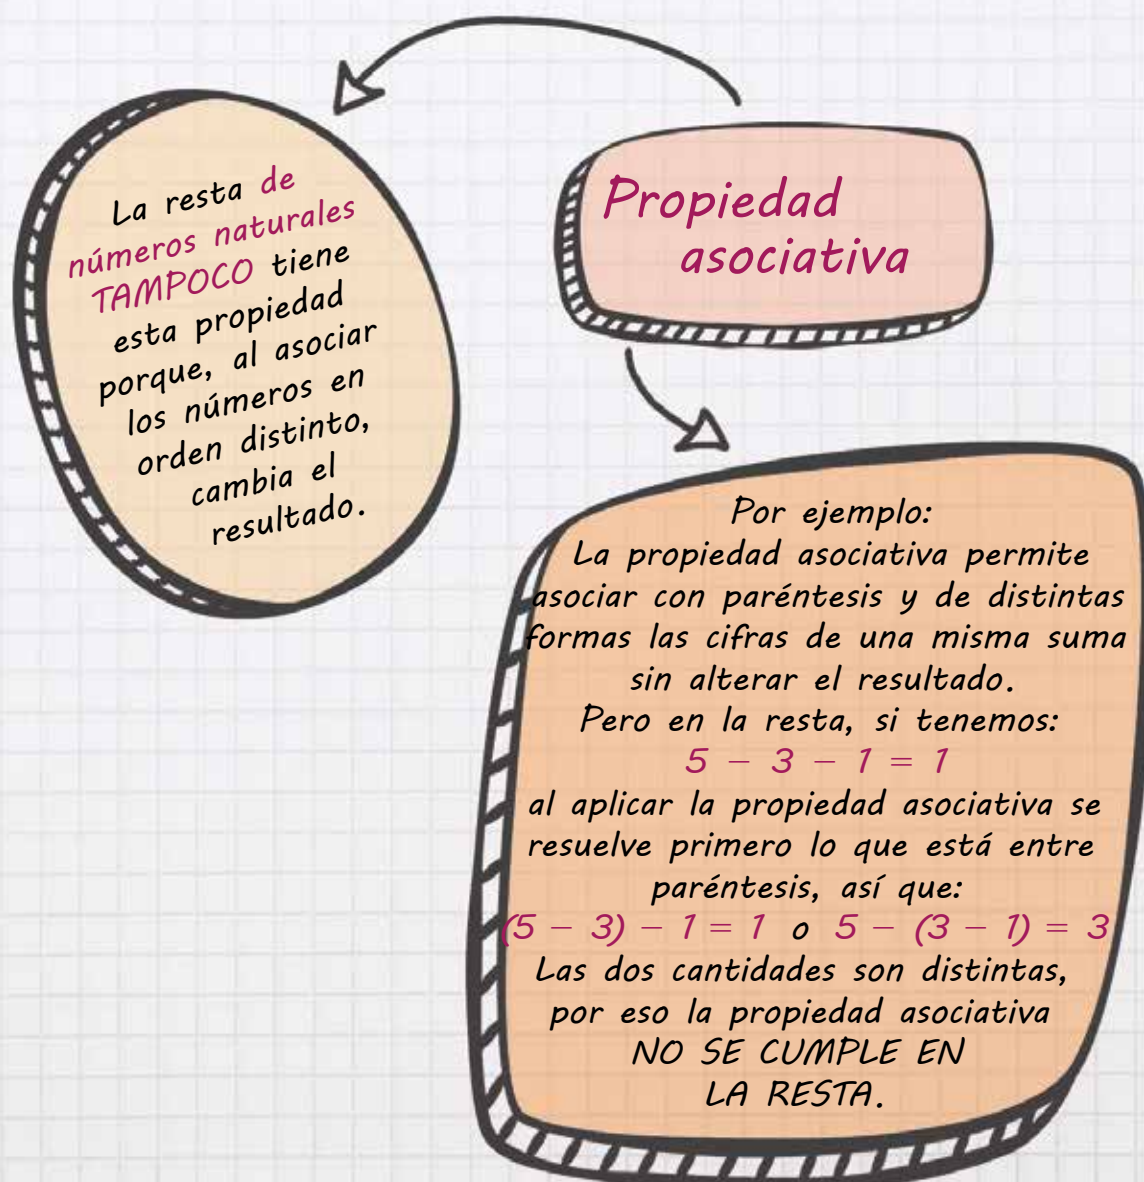 Propiedad
asociativa
La resta de
números naturales
TAMPOCO tiene
esta propiedad
porque, al asociar
los números en
orden distinto,
cambia el
resultado.
Por ejemplo:
La propiedad asociativa permite
asociar con paréntesis y de distintas
formas las cifras de una misma suma
sin alterar el resultado.
Pero en la resta, si tenemos:
5 − 3 − 1 = 1
al aplicar la propiedad asociativa se
resuelve primero lo que está entre
paréntesis, así que:
(5 − 3) − 1 = 1 o 5 − (3 − 1) = 3
Las dos cantidades son distintas,
por eso la propiedad asociativa
NO SE CUMPLE EN
LA RESTA.